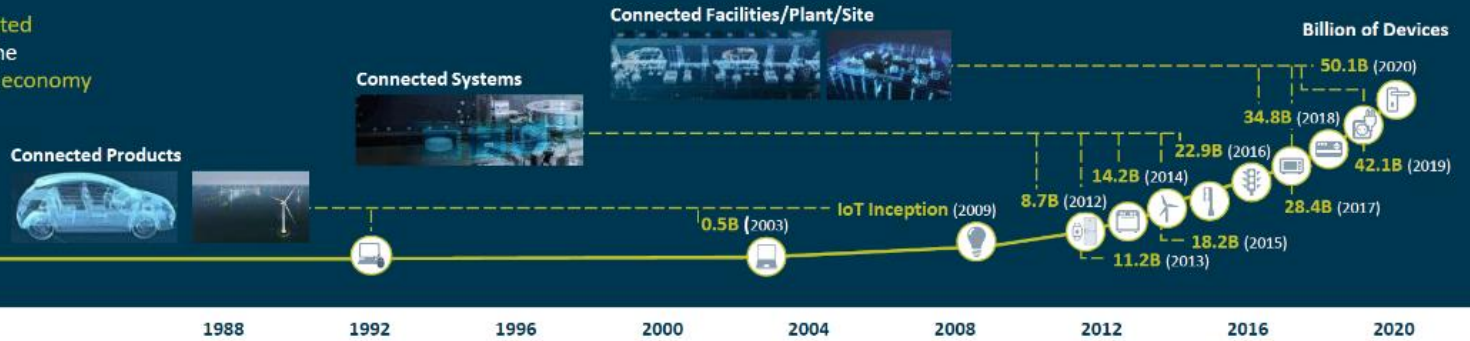 ted
ne
economy
Connected Products
Connected Systems
Connected Facilities/Plant/Site
Billion of Devices
50.1B (2020)
34.8B (2018)
22.9B (2016)
42.1B (2019)
14.2B (2014)
8.7B (2012)
28.4B (2017)
IoT Inception (2009)
0.5B (2003)
18.2B (2015)
11.2B (2013)
1988 1992 1996 2000 2004 2008 2012 2016 2020